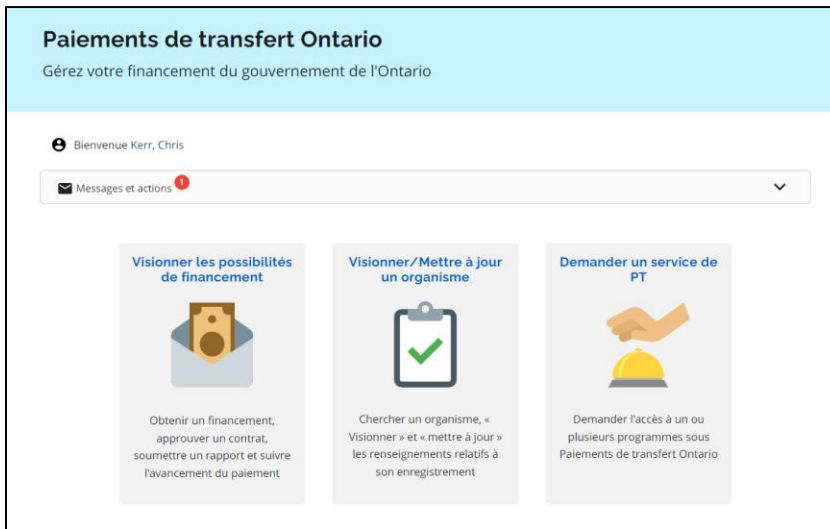 Paiements de transfert Ontario
Gérez votre financement du gouvernement de l'Ontario
Bienvenue Kerr, Chris
Messages et actions 1
Visionner les possibilités
de financement
Obtenir un financement,
approuver un contrat,
soumettre un rapport et suivre
l'avancement du paiement
Visionner/Mettre à jour
un organisme
Chercher un organisme, «
Visionner » et « mettre à jour »
les renseignements relatifs à
son enregistrement
Demander un service de
PT
Demander l'accès à un ou
plusieurs programmes sous
Paiements de transfert Ontario